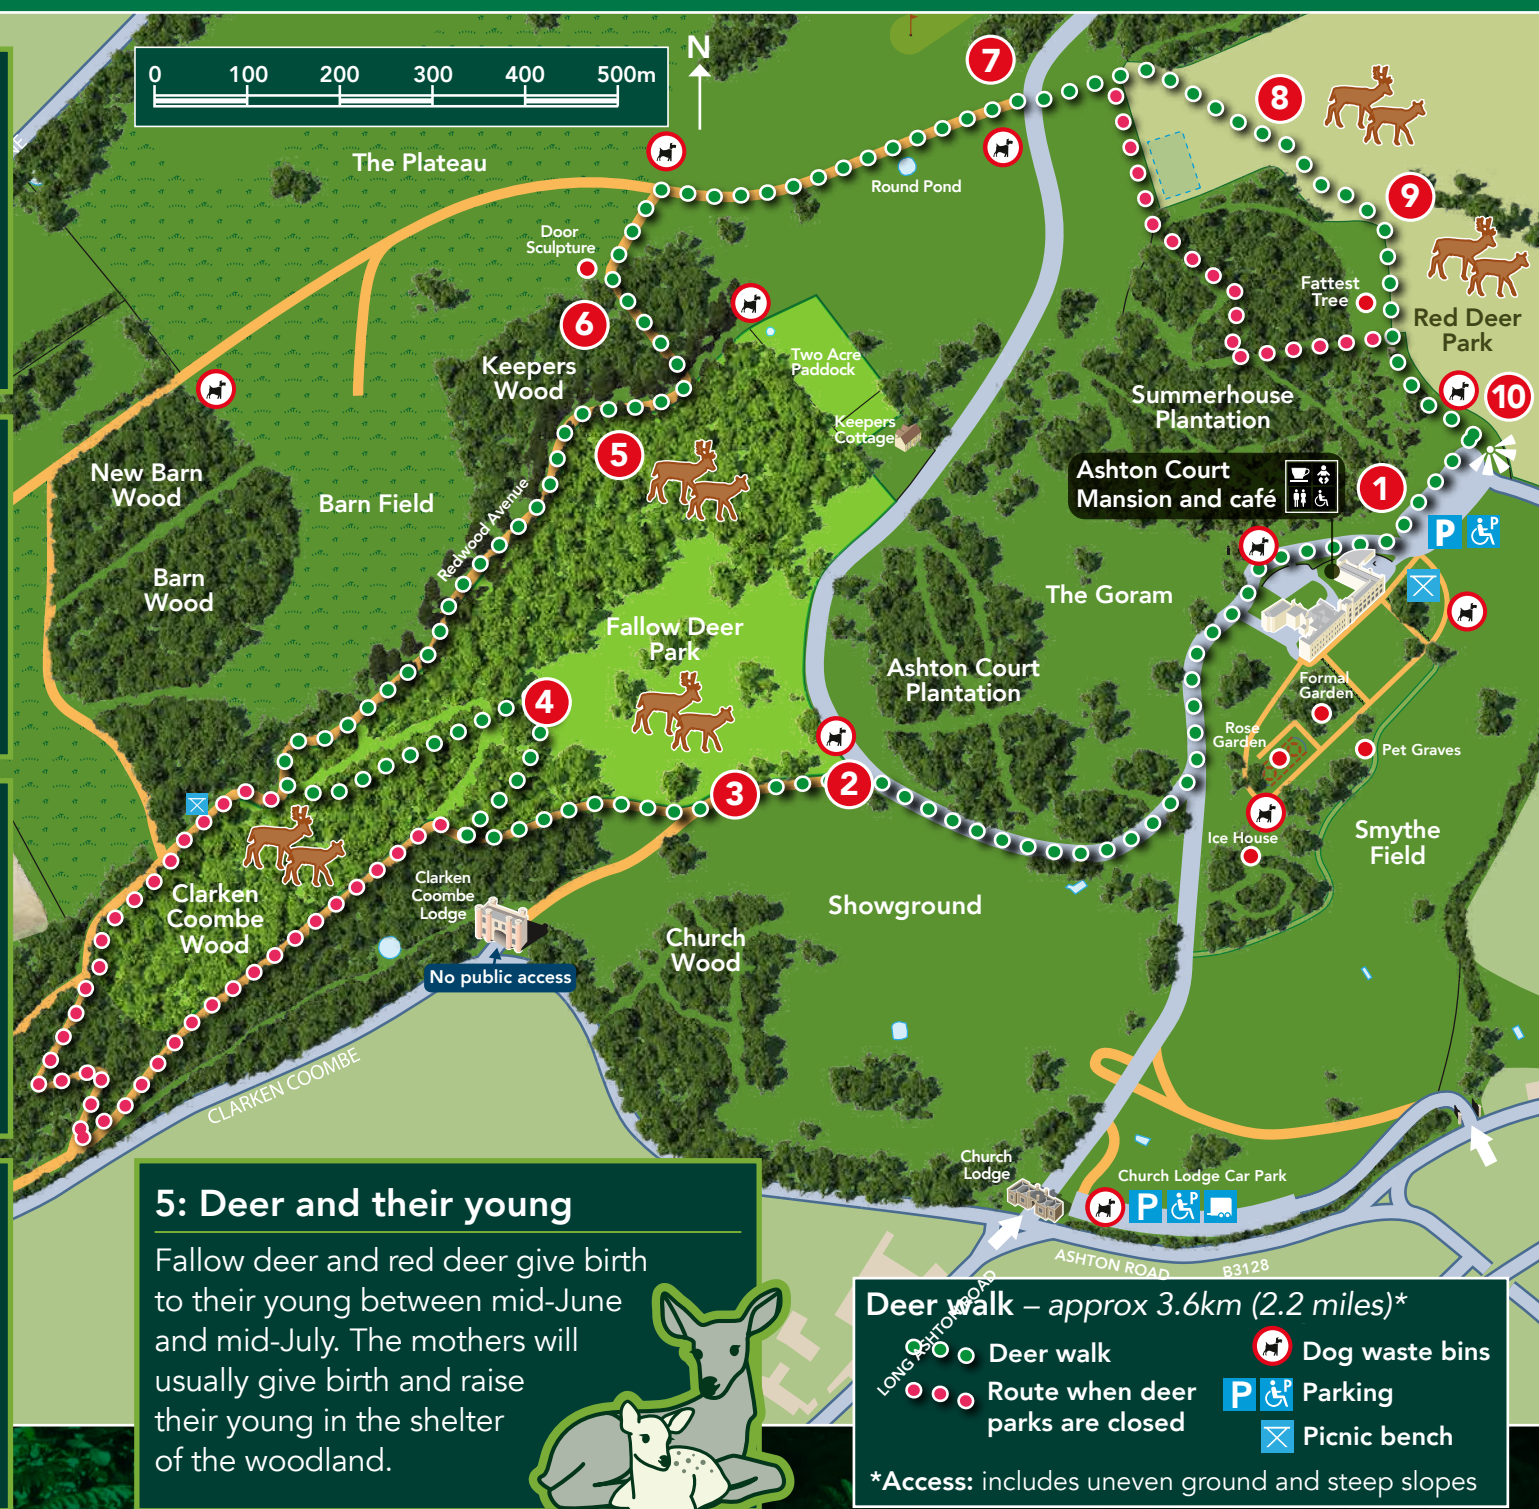 0 100 200 300 400 500m
N
7
8
The Plateau
Round Pond
9
Door
Sculpture
Fattest
Tree
6
Red Deer
Park
Keepers
Wood
Two Acre
Paddock
10
Summerhouse
Plantation
Keepers
Cottage
5
New Barn
Wood
Barn Field
Redwood Avenue
Ashton Court
Mansion and café
1
P
P
Barn
Wood
The Goram
Fallow Deer
Park
Ashton Court
Plantation
Formal
Garden
4
Rose
Garden
Pet Graves
2
3
Ice House
Smythe
Field
Clarken
Coombe
Wood
Clarken
Coombe
Lodge
Showground
Church
Wood
No public access
CLARKEN COOMBE
Church
Lodge
Church Lodge Car Park
P
P
ASHTON ROAD
B3128
LONG ASHTON ROAD
5: Deer and their young
Fallow deer and red deer give birth
to their young between mid-June
and mid-July. The mothers will
usually give birth and raise
their young in the shelter
of the woodland.
Deer walk – approx 3.6km (2.2 miles)*
Deer walk
Dog waste bins
Route when deer
parks are closed
P
P
Parking
Picnic bench
*Access: includes uneven ground and steep slopes